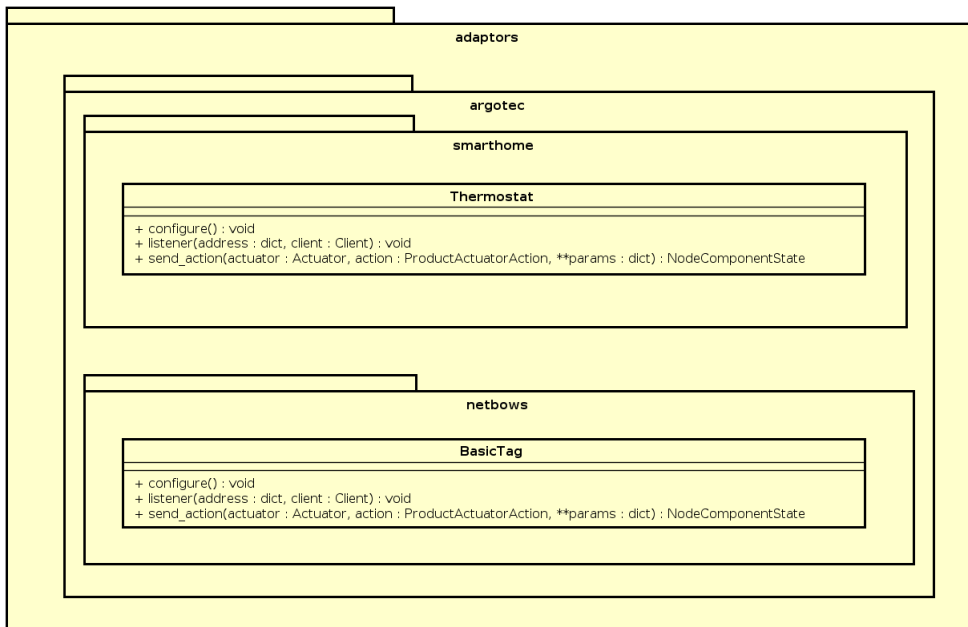 adaptors
argotec
smarthome
Thermostat
+ configure() : void
+ listener(address : dict, client : Client) : void
+ send_action(actuator : Actuator, action : ProductActuatorAction, **params : dict) : NodeComponentState
netbows
BasicTag
+ configure() : void
+ listener(address : dict, client : Client) : void
+ send_action(actuator : Actuator, action : ProductActuatorAction, **params : dict) : NodeComponentState